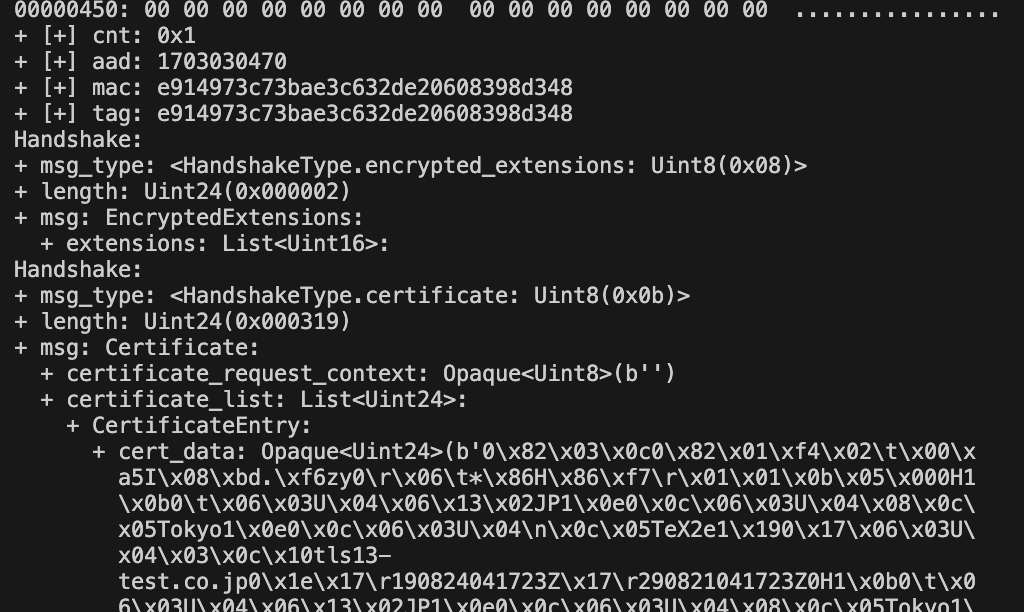 00000450: 00 00 00 00 00 00 00 00  00 00 00 00 00 00 00 00  ................
+ [+] cnt: 0x1
+ [+] aad: 1703030470
+ [+] mac: e914973c73bae3c632de20608398d348
+ [+] tag: e914973c73bae3c632de20608398d348
Handshake:
+ msg_type: <HandshakeType.encrypted_extensions: Uint8(0x08)>
+ length: Uint24(0x000002)
+ msg: EncryptedExtensions:
  + extensions: List<Uint16>:
Handshake:
+ msg_type: <HandshakeType.certificate: Uint8(0x0b)>
+ length: Uint24(0x000319)
+ msg: Certificate:
  + certificate_request_context: Opaque<Uint8>(b'')
  + certificate_list: List<Uint24>:
    + CertificateEntry:
      + cert_data: Opaque<Uint24>(b'0\x82\x03\x0c0\x82\x01\xf4\x02\t\x00\x
        a5I\x08\xbd.\xf6zy0\r\x06\t*\x86H\x86\xf7\r\x01\x01\x0b\x05\x000H1
        \x0b0\t\x06\x03U\x04\x06\x13\x02JP1\x0e0\x0c\x06\x03U\x04\x08\x0c\
        x05Tokyo1\x0e0\x0c\x06\x03U\x04\n\x0c\x05TeX2e1\x190\x17\x06\x03U\
        x04\x03\x0c\x10tls13-
        test.co.jp0\x1e\x17\r190824041723Z\x17\r290821041723Z0H1\x0b0\t\x0
        6\x03U\x04\x06\x13\x02JP1\x0e0\x0c\x06\x03U\x04\x08\x0c\x05Tokyo1\